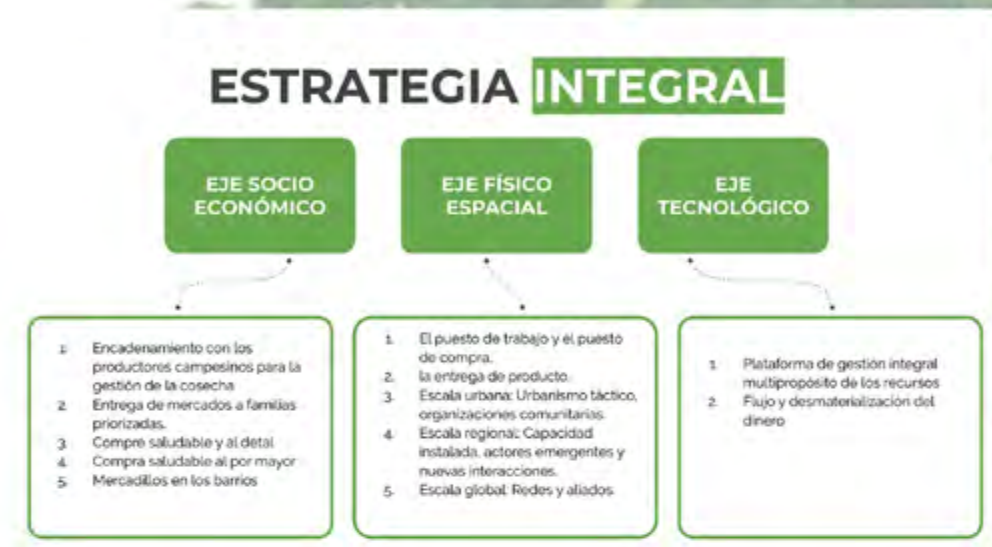 ESTRATEGIA INTEGRAL
EJE SOCIO
ECONÓMICO
EJE FÍSICO
ESPACIAL
EJE
TECNOLÓGICO
1. Encadenamiento con los
productores campesinos para la
gestión de la cosecha
2. Entrega de mercados a familias
priorizadas.
3. Compre saludable y al detal
4. Compra saludable al por mayor
5. Mercadillos en los barrios
1. El puesto de trabajo y el puesto
de compra,
2. la entrega de producto.
3. Escala urbana: Urbanismo táctico,
organizaciones comunitarias.
4. Escala regional: Capacidad
instalada, actores emergentes y
nuevas interacciones.
5. Escala global: Redes y aliados
1. Plataforma de gestión integral
multipropósito de los recursos
2. Flujo y desmaterialización del
dinero